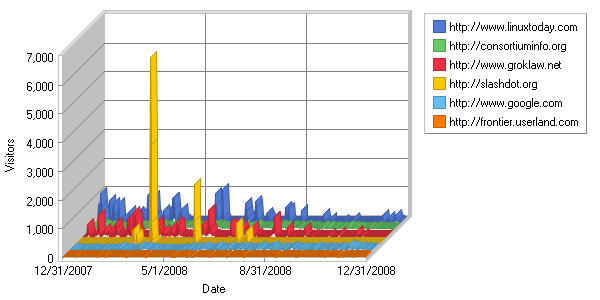 7,000
6,000
5,000
4,000
3,000
2,000
1,000
0
Visitors
12/31/2007
5/1/2008
8/31/2008
12/31/2008
Date
http://www.linuxtoday.com
http://consortiuminfo.org
http://www.groklaw.net
http://slashdot.org
http://www.google.com
http://frontier.userland.com